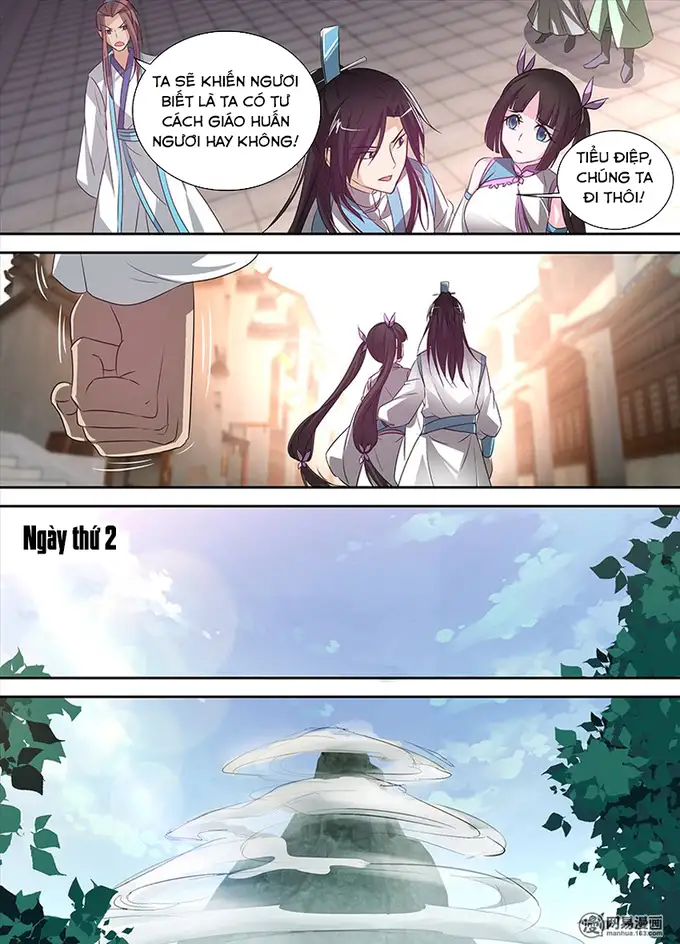 TA SẼ KHIẾN NGƯƠI
BIẾT LÀ TA CÓ TƯ
CÁCH GIÁO HUẤN
NGƯƠI HAY KHÔNG!
TIỂU ĐIỆP,
CHÚNG TA
ĐI THÔI!
Ngày thứ 2
网易漫画
manhua.163.com